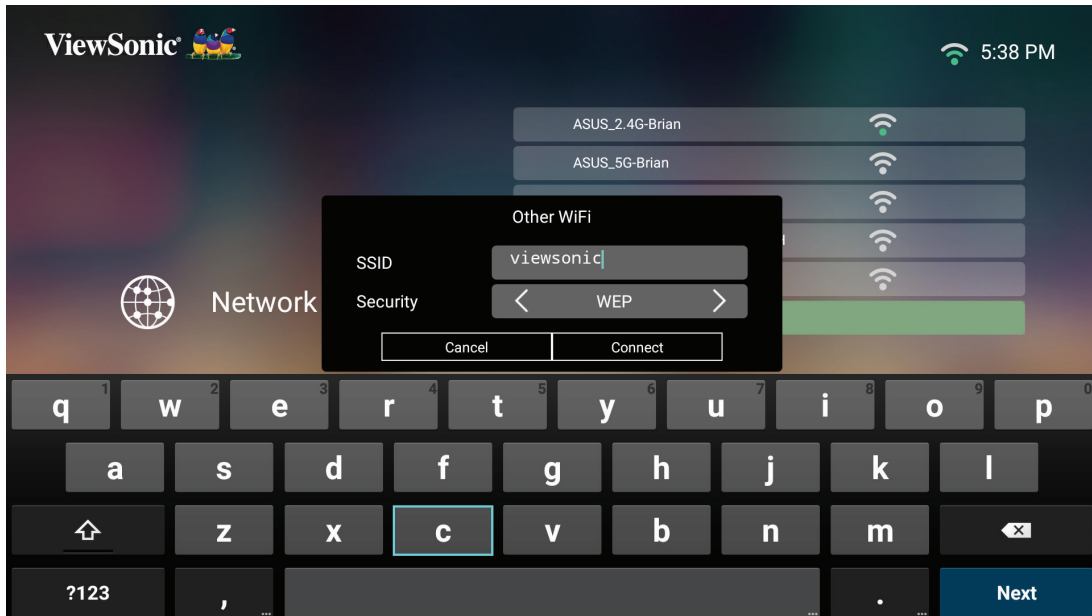 ViewSonic®
5:38 PM
ASUS_2.4G-Brian
ASUS_5G-Brian
Other WiFi
SSID viewsonic
Network
Security < WEP >
Cancel Connect
q 1 w 2 e 3 r 4 t 5 y 6 u 7 i 8 o 9 p 0
a s d f g h j k l
z x c v b n m
?123 , . Next